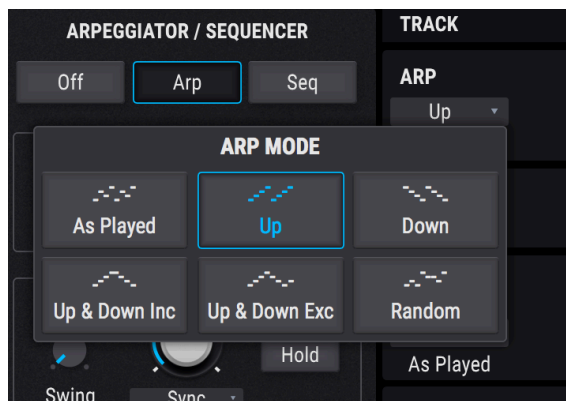 ARPEGGIATOR / SEQUENCER
TRACK
Off
Arp
Seq
ARP
Up
ARP MODE
As Played
Up
Down
Up & Down Inc
Up & Down Exc
Random
Hold
As Played
Swing
Sync